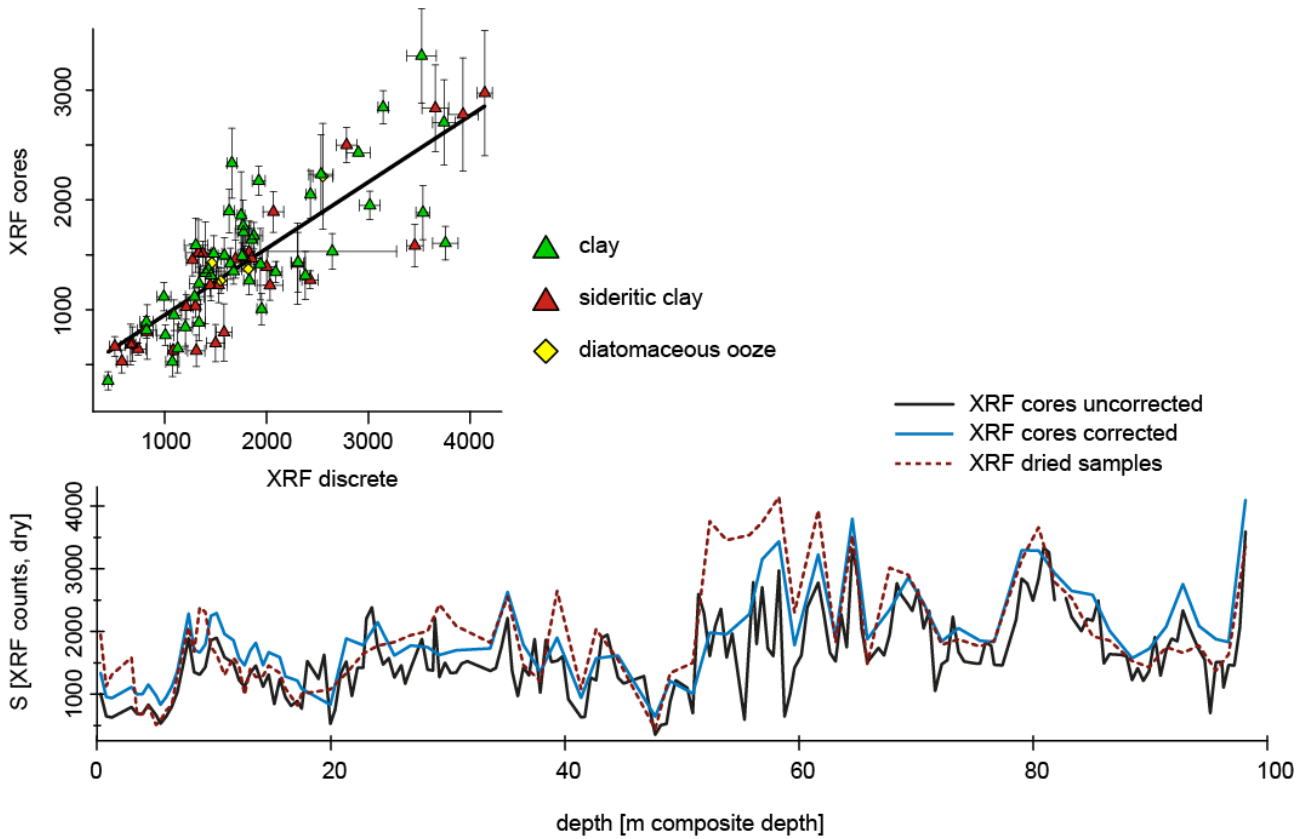 3000
2000
1000
XRF cores
1000 2000 3000 4000
XRF discrete
clay
sideritic clay
diatomaceous ooze
XRF cores uncorrected
XRF cores corrected
XRF dried samples
4000
3000
2000
1000
S [XRF counts, dry]
0 20 40 60 80 100
depth [m composite depth]